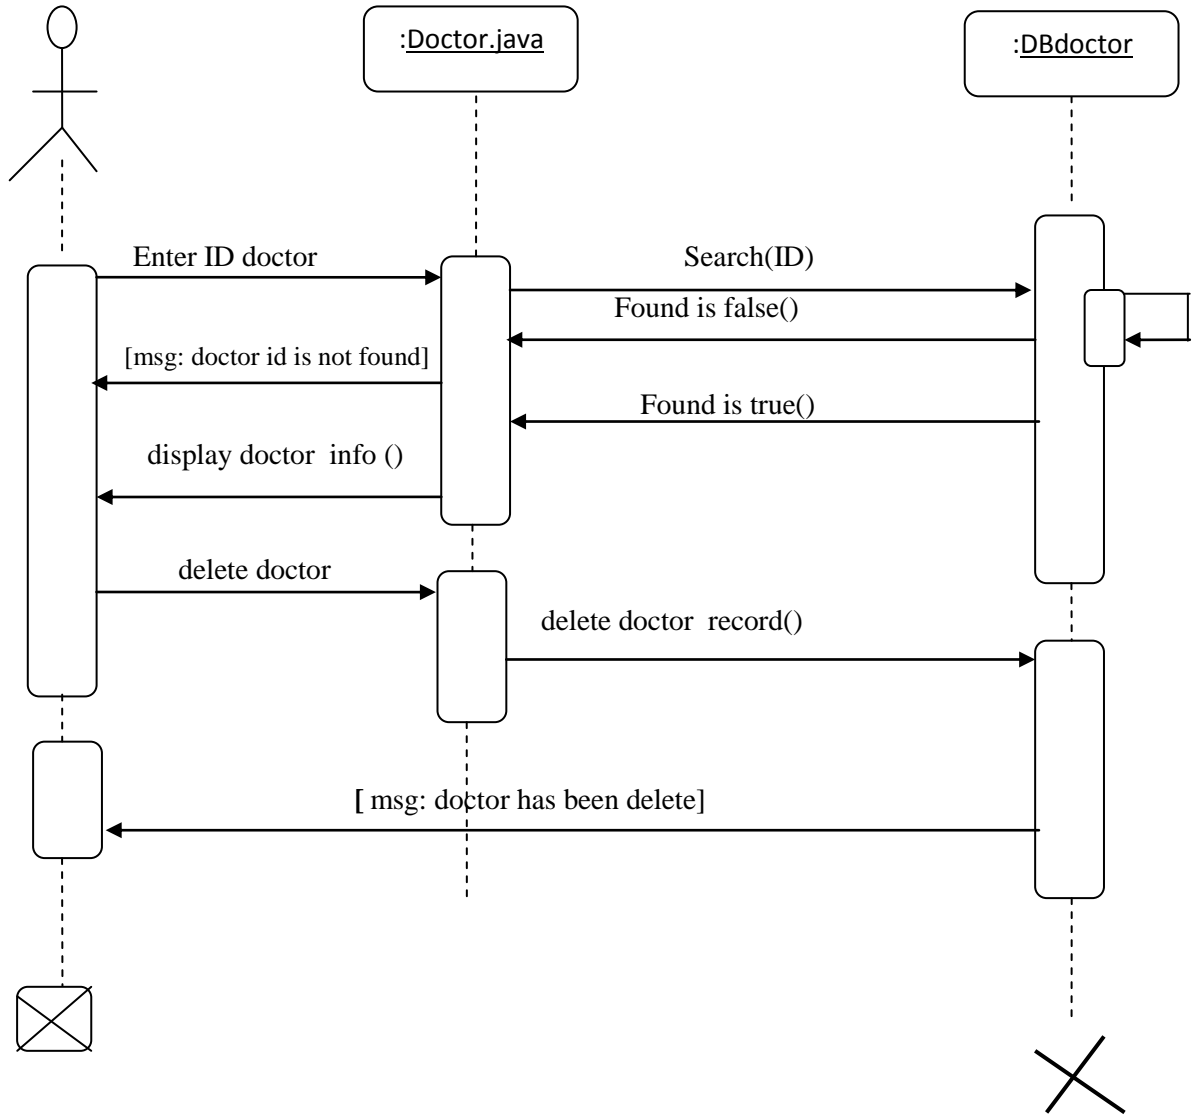 :Doctor.java
:DBdoctor
Enter ID doctor
Search(ID)
Found is false()
[msg: doctor id is not found]
Found is true()
display doctor  info ()
delete doctor
delete doctor  record()
[ msg: doctor has been delete]